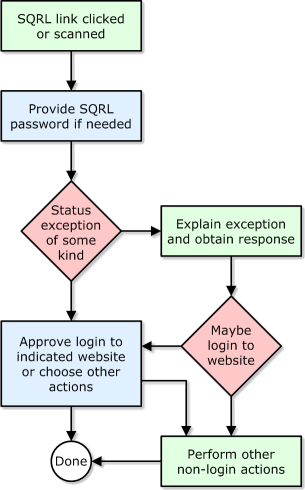 SQRL link clicked
or scanned
Provide SQRL
password if needed
Status
exception
of some
kind
Explain exception
and obtain response
Maybe
login to
website
Approve login to
indicated website
or choose other
actions
Done
Perform other
non-login actions